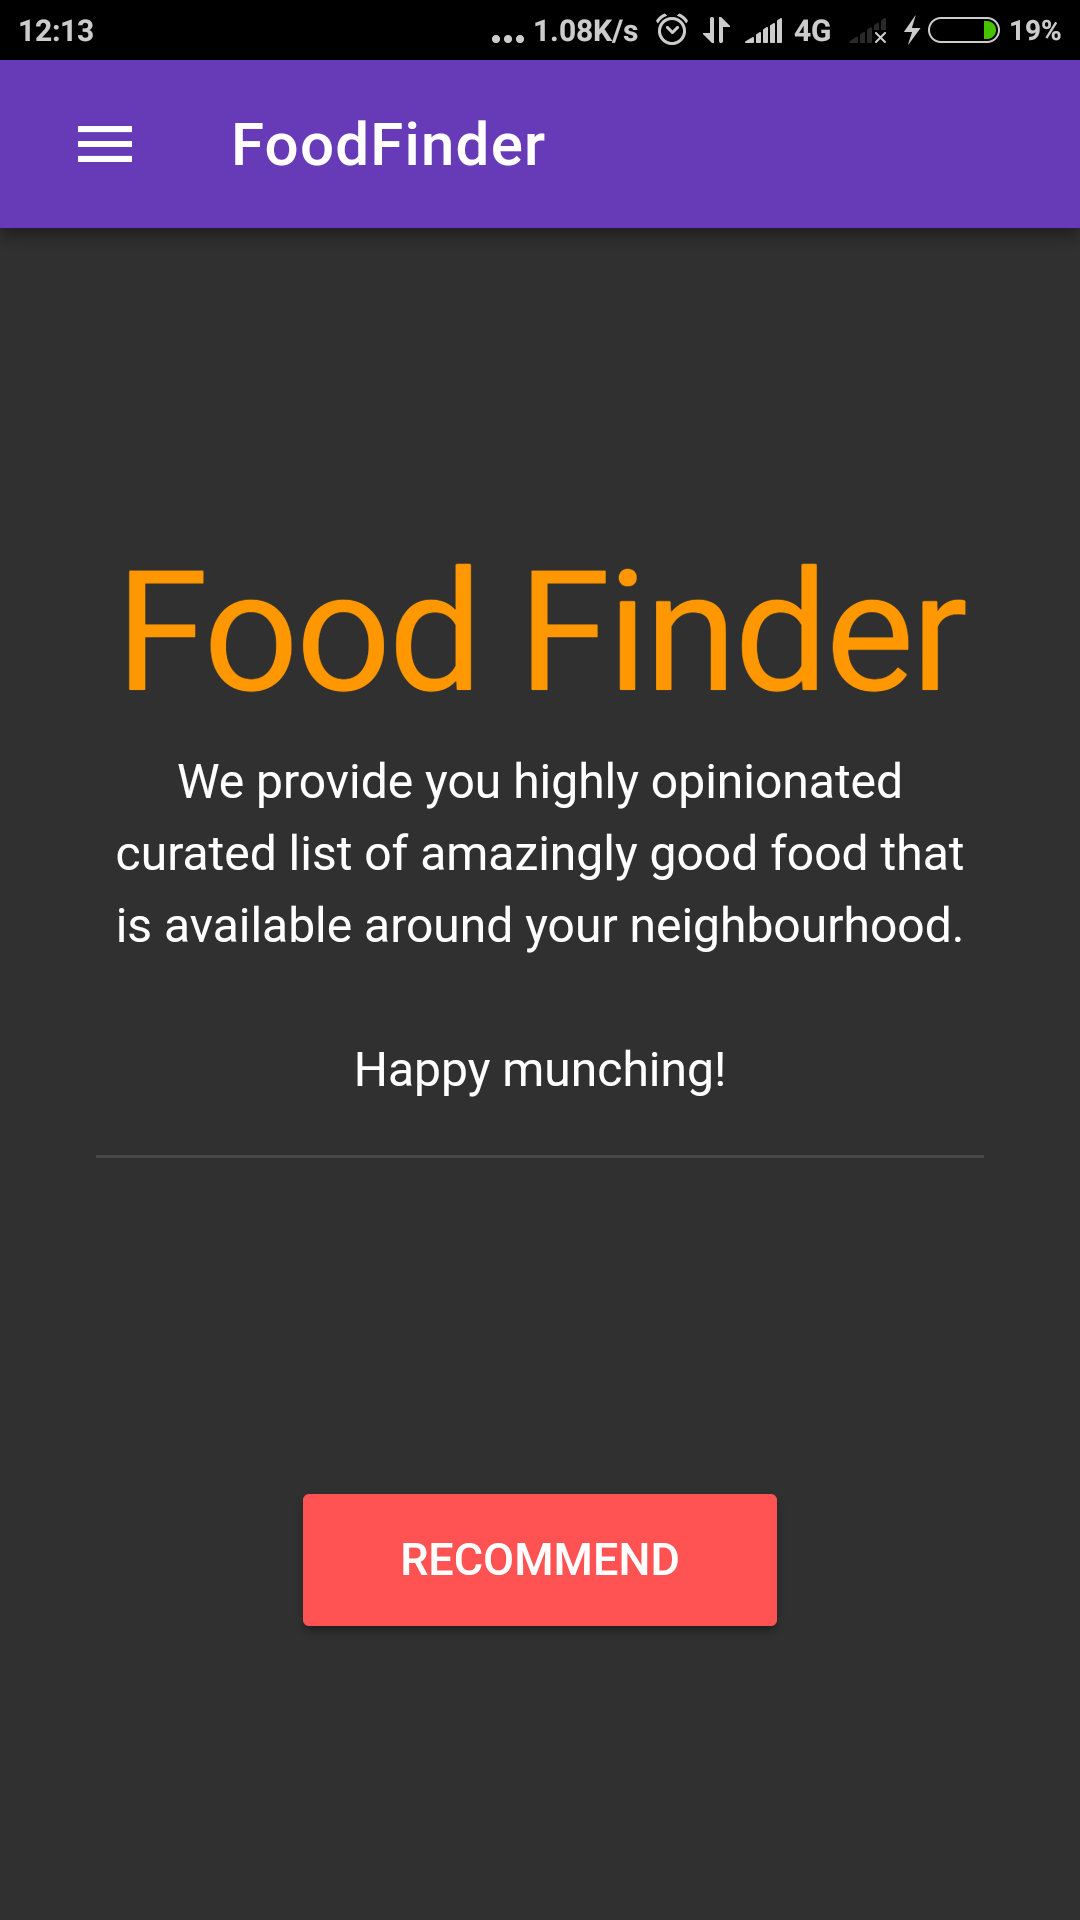 12:13 ... 1.08K/s 4G 19%
FoodFinder
Food Finder
We provide you highly opinionated
curated list of amazingly good food that
is available around your neighbourhood.
Happy munching!
RECOMMEND